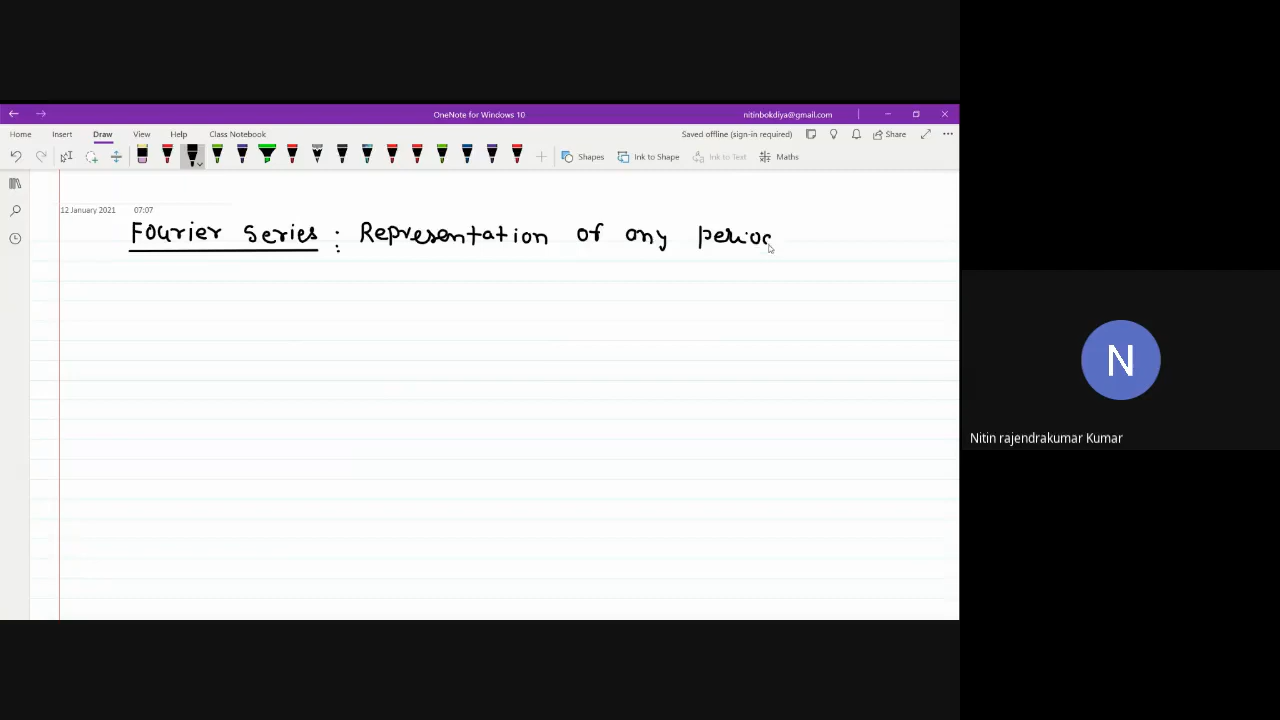 OneNote for Windows 10
nitinbokdiya@gmail.com
Home Insert Draw View Help Class Notebook
Saved offline (sign-in required) Share
Shapes Ink to Shape Ink to Text Maths
12 January 2021 07:07
Fourier Series : Representation of any perioc
N
Nitin rajendrakumar Kumar